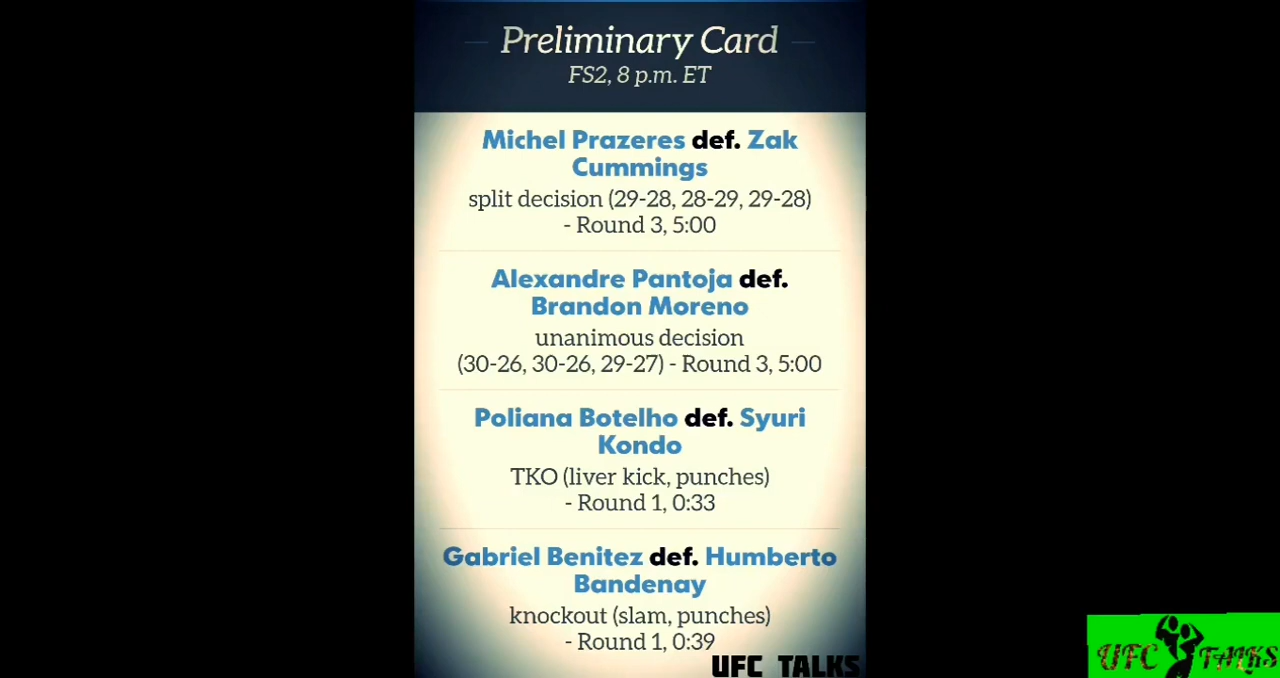 Preliminary Card
FS2, 8 p.m. ET
Michel Prazeres def. Zak
Cummings
split decision (29-28, 28-29, 29-28)
- Round 3, 5:00
Alexandre Pantoja def.
Brandon Moreno
unanimous decision
(30-26, 30-26, 29-27) - Round 3, 5:00
Poliana Botelho def. Syuri
Kondo
TKO (liver kick, punches)
- Round 1, 0:33
Gabriel Benitez def. Humberto
Bandenay
knockout (slam, punches)
- Round 1, 0:39
UFC TALKS
UFC TALKS